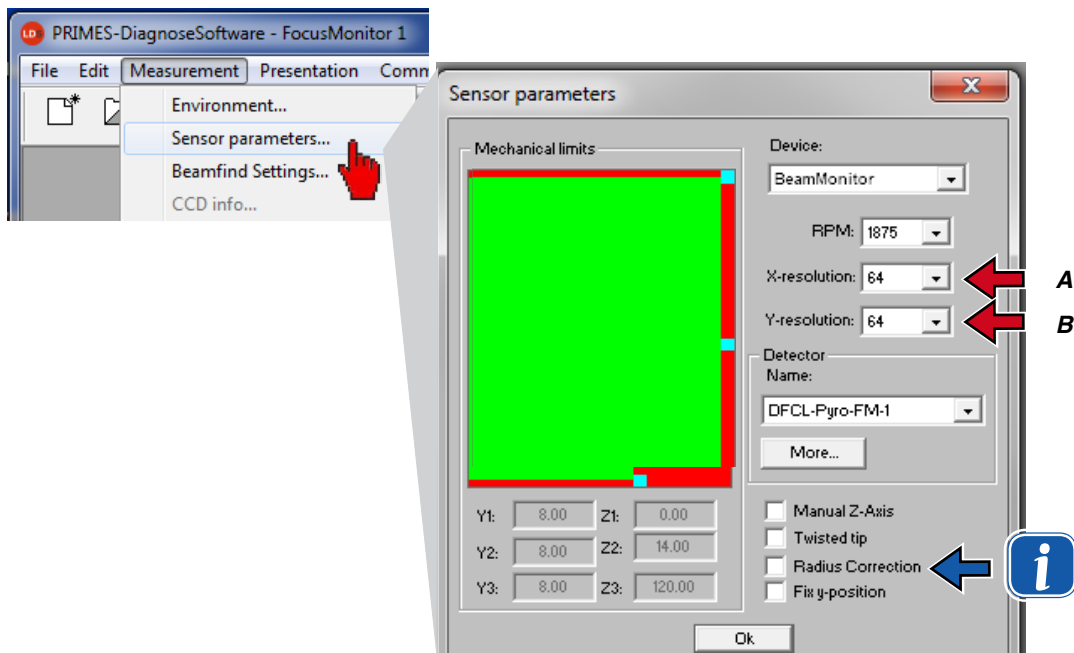 LDS PRIMES-DiagnoseSoftware - FocusMonitor 1
File Edit Measurement Presentation Comm
Environment...
Sensor parameters...
Beamfind Settings...
CCD info...
Sensor parameters
X
Mechanical limits
Y1: 8.00 Z1: 0.00
Y2: 8.00 Z2: 14.00
Y3: 8.00 Z3: 120.00
Device:
BeamMonitor
RPM: 1875
X-resolution: 64
A
Y-resolution: 64
B
Detector
Name:
DFCL-Pyro-FM-1
More...
Manual Z-Axis
Twisted tip
Radius Correction
i
Fix y-position
Ok